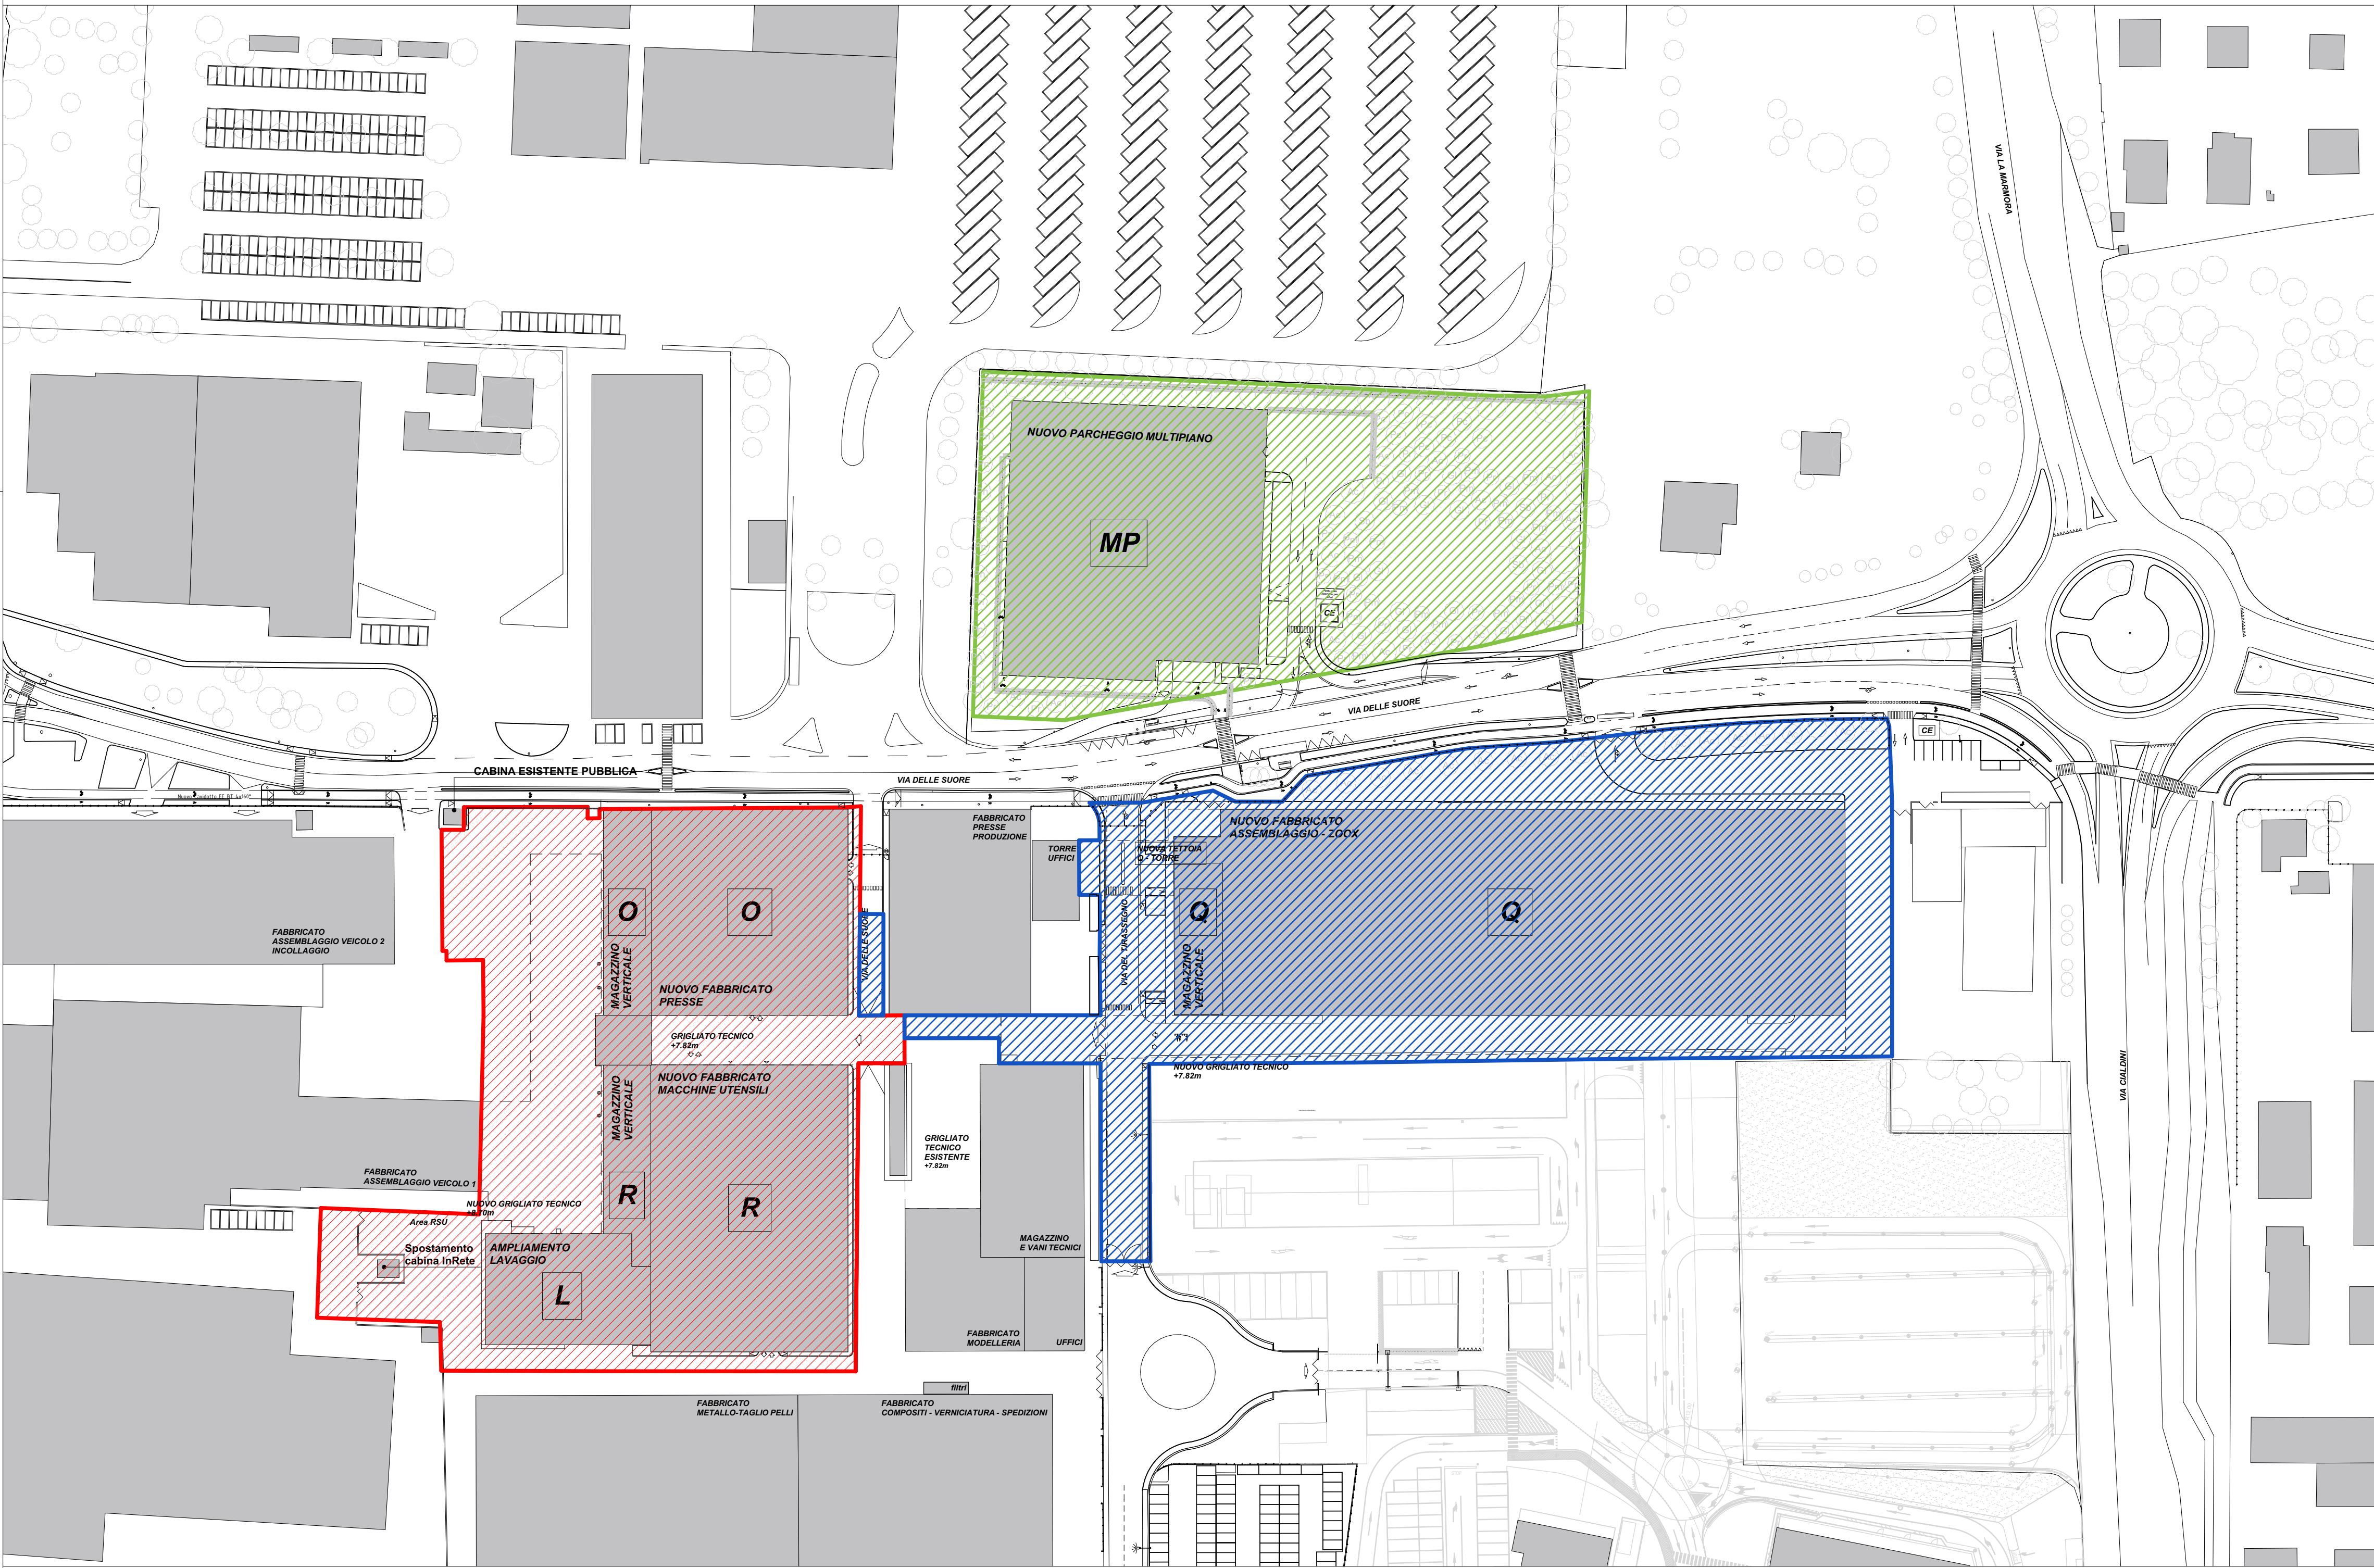 VIA LA MARMORA
NUOVO PARCHEGGIO MULTIPIANO
MP
CE
VIA DELLE SUORE
CE
CABINA ESISTENTE PUBBLICA
VIA DELLE SUORE
FABBRICATO
PRESSE
PRODUZIONE
TORRE
UFFICI
NUOVA TETTOIA
Q - TORRE
NUOVO FABBRICATO
ASSEMBLAGGIO - ZOOX
O
O
Q
Q
FABBRICATO
ASSEMBLAGGIO VEICOLO 2
INCOLLAGGIO
MAGAZZINO
VERTICALE
VIA DELLE SUORE
VIA DEL TIRASSEGNO
MAGAZZINO
VERTICALE
NUOVO FABBRICATO
PRESSE
GRIGLIATO TECNICO
+7.82m
NUOVO FABBRICATO
MACCHINE UTENSILI
MAGAZZINO
VERTICALE
NUOVO GRIGLIATO TECNICO
+7.82m
VIA CIALDINI
GRIGLIATO
TECNICO
ESISTENTE
+7.82m
FABBRICATO
ASSEMBLAGGIO VEICOLO 1
R
R
NUOVO GRIGLIATO TECNICO
+8.70m
Area RSU
Spostamento
cabina InRete
AMPLIAMENTO
LAVAGGIO
L
MAGAZZINO
E VANI TECNICI
FABBRICATO
MODELLERIA
UFFICI
filtri
FABBRICATO
METALLO-TAGLIO PELLI
FABBRICATO
COMPOSITI - VERNICIATURA - SPEDIZIONI